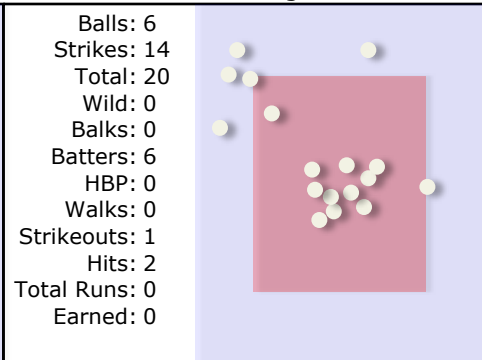 Balls: 6
Strikes: 14
Total: 20
Wild: 0
Balks: 0
Batters: 6
HBP: 0
Walks: 0
Strikeouts: 1
Hits: 2
Total Runs: 0
Earned: 0